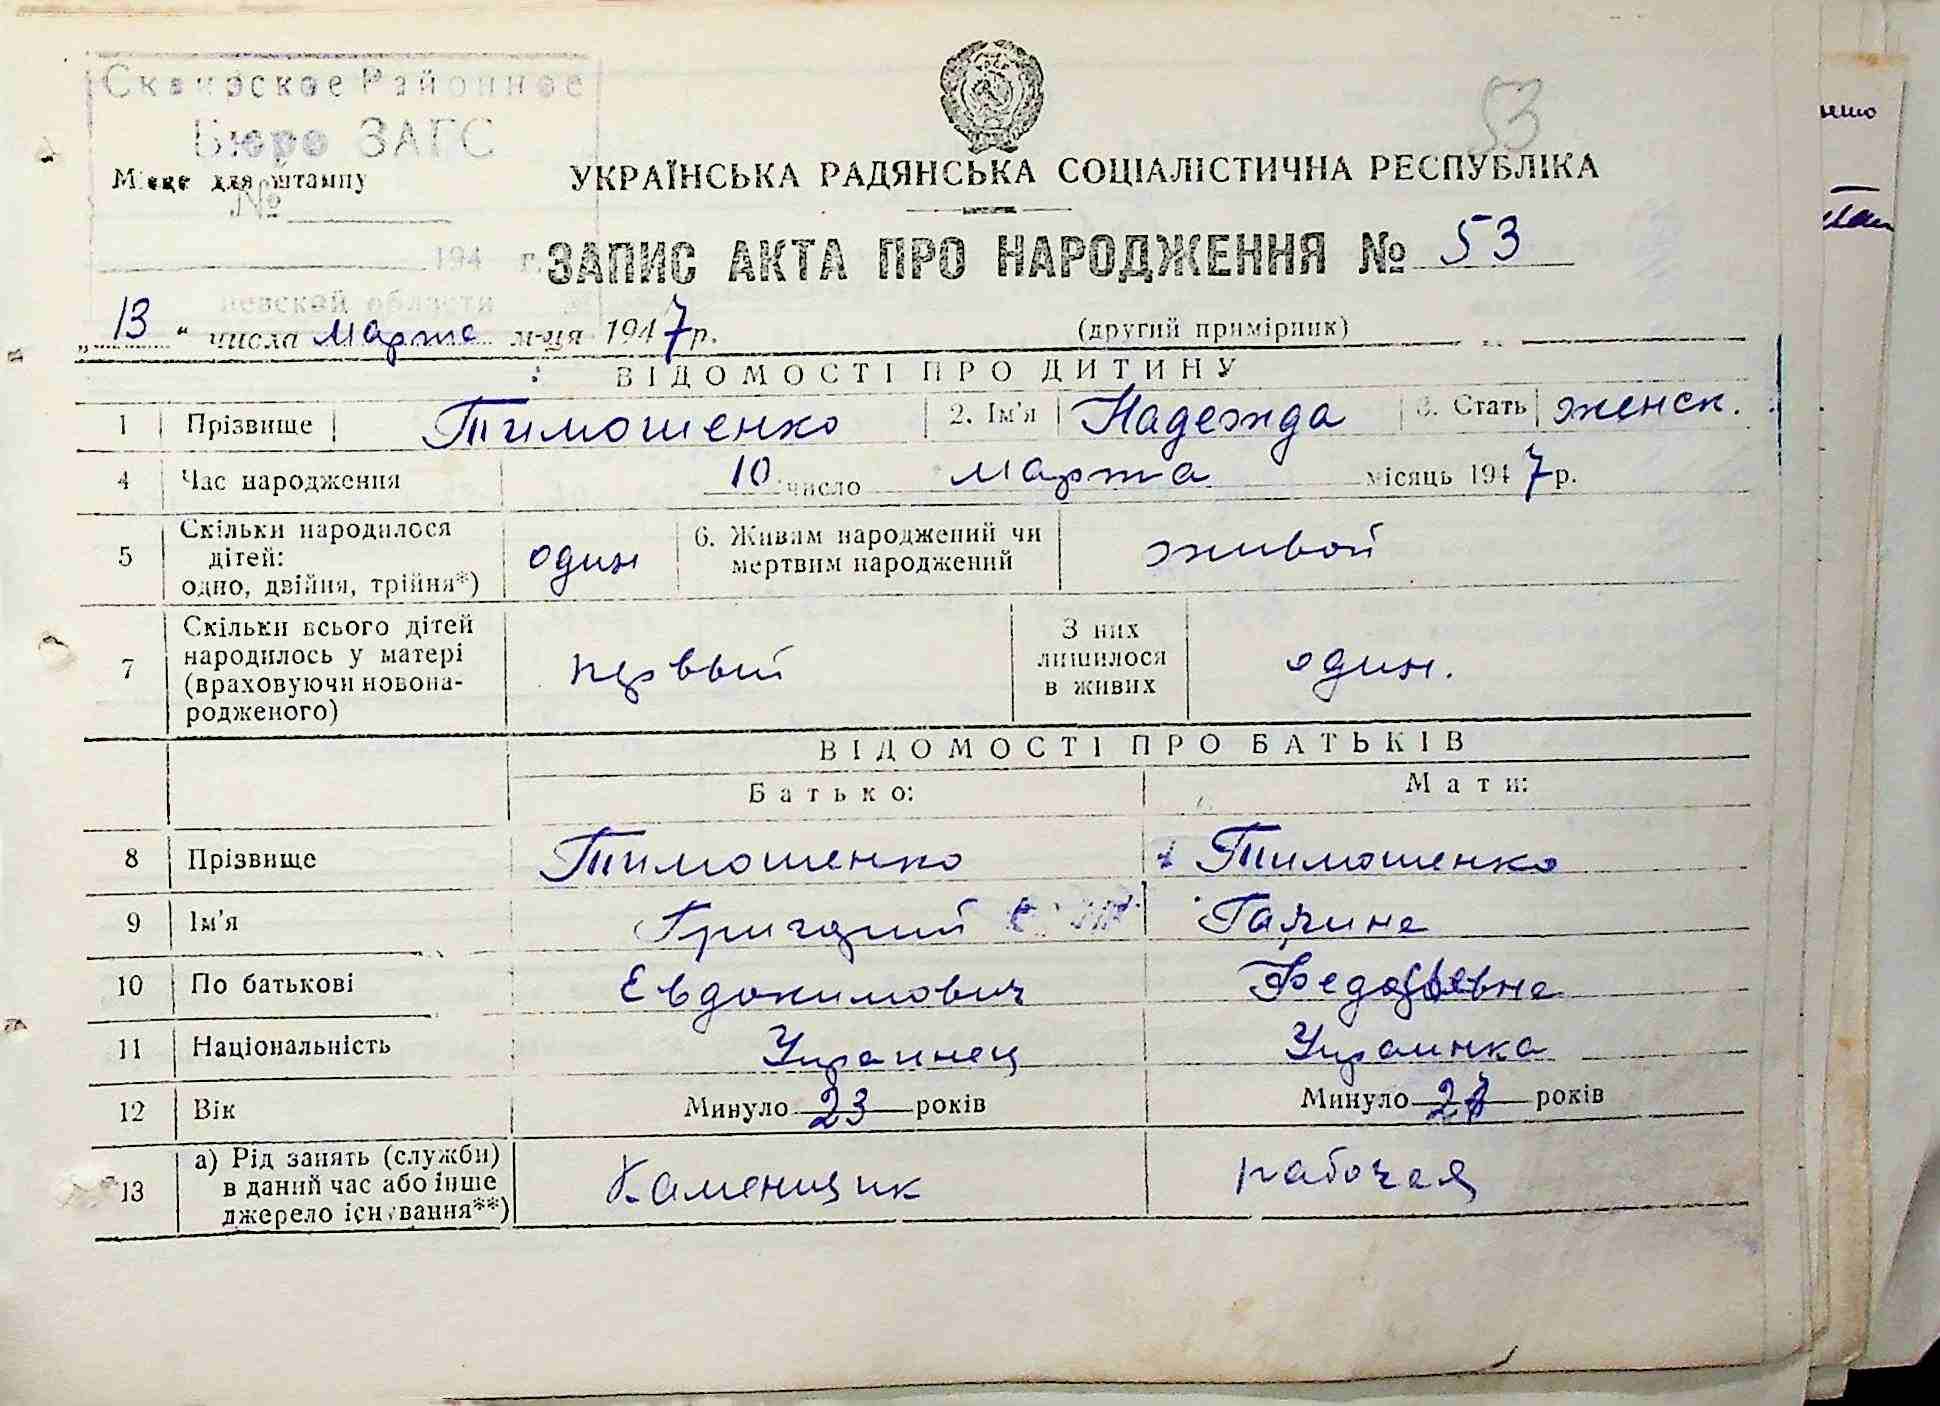 Сквирское Районное
Бюро ЗАГС
Місце для штампу
№
194 г.
невской области
53
УКРАЇНСЬКА РАДЯНСЬКА СОЦІАЛІСТИЧНА РЕСПУБЛІКА
ЗАПИС АКТА ПРО НАРОДЖЕННЯ № 53
„13“ числа Марта м-ця 1947 р. (другий примірник)
ВІДОМОСТІ ПРО ДИТИНУ
1 Прізвище Тимошенко 2. Ім'я Надежда 3. Стать женск.
4 Час народження 10 число марта місяць 1947 р.
5 Скільки народилося дітей: одно, двійня, трійня*) один 6. Живим народжений чи мертвим народжений живой
7 Скільки всього дітей народилось у матері (враховуючи новонародженого) первый З них лишилося в живих один.
ВІДОМОСТІ ПРО БАТЬКІВ
Батько: Мати:
8 Прізвище Тимошенко Тимошенко
9 Ім'я Григорий Галина
10 По батькові Евдокимович Федоровна
11 Національність Украинец Украинка
12 Вік Минуло 23 років Минуло років
13 а) Рід занять (служби) в даний час або інше джерело існування**) Каменщик рабочая